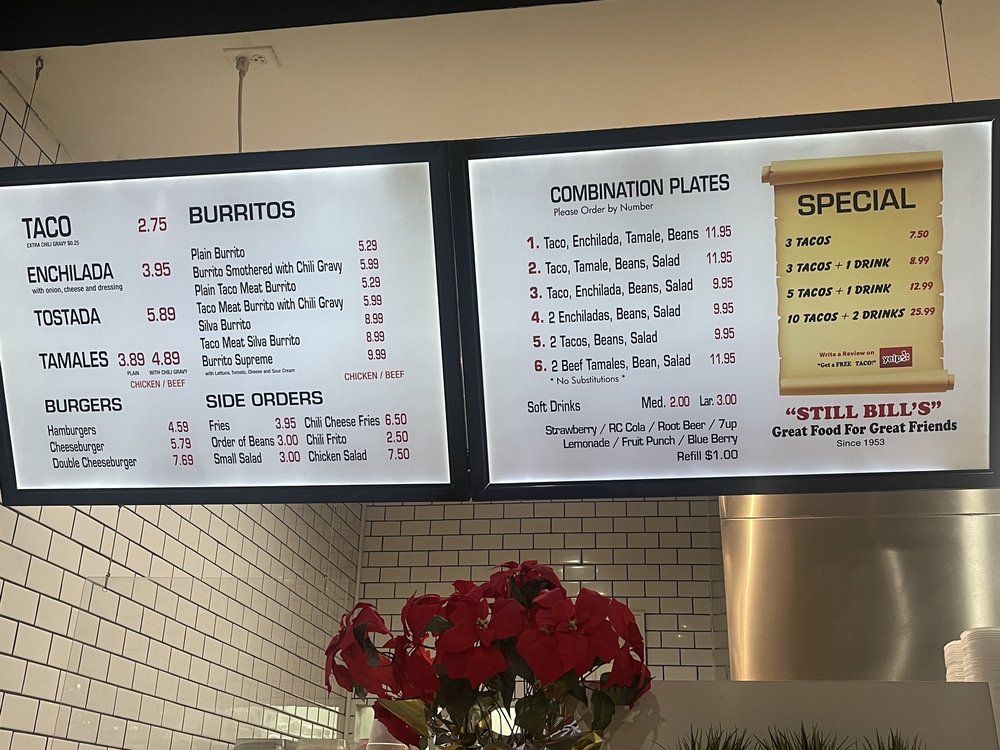 TACO 2.75
EXTRA CHILI GRAVY $0.25
ENCHILADA 3.95
with onion, cheese and dressing
TOSTADA 5.89
TAMALES 3.89 4.89
PLAIN WITH CHILI GRAVY
CHICKEN / BEEF
BURRITOS
Plain Burrito 5.29
Burrito Smothered with Chili Gravy 5.99
Plain Taco Meat Burrito 5.29
Taco Meat Burrito with Chili Gravy 5.99
Silva Burrito 8.99
Taco Meat Silva Burrito 8.99
Burrito Supreme 9.99
with Lettuce, Tomato, Cheese and Sour Cream
CHICKEN / BEEF
BURGERS
Hamburgers 4.59
Cheeseburger 5.79
Double Cheeseburger 7.69
SIDE ORDERS
Fries 3.95 Chili Cheese Fries 6.50
Order of Beans 3.00 Chili Frito 2.50
Small Salad 3.00 Chicken Salad 7.50
COMBINATION PLATES
Please Order by Number
1. Taco, Enchilada, Tamale, Beans 11.95
2. Taco, Tamale, Beans, Salad 11.95
3. Taco, Enchilada, Beans, Salad 9.95
4. 2 Enchiladas, Beans, Salad 9.95
5. 2 Tacos, Beans, Salad 9.95
6. 2 Beef Tamales, Bean, Salad 11.95
* No Substitutions *
Soft Drinks Med. 2.00 Lar. 3.00
Strawberry / RC Cola / Root Beer / 7up
Lemonade / Fruit Punch / Blue Berry
Refill $1.00
SPECIAL
3 TACOS 7.50
3 TACOS + 1 DRINK 8.99
5 TACOS + 1 DRINK 12.99
10 TACOS + 2 DRINKS 25.99
Write a Review on yelp
"Get a FREE TACO!"
"STILL BILL'S"
Great Food For Great Friends
Since 1953